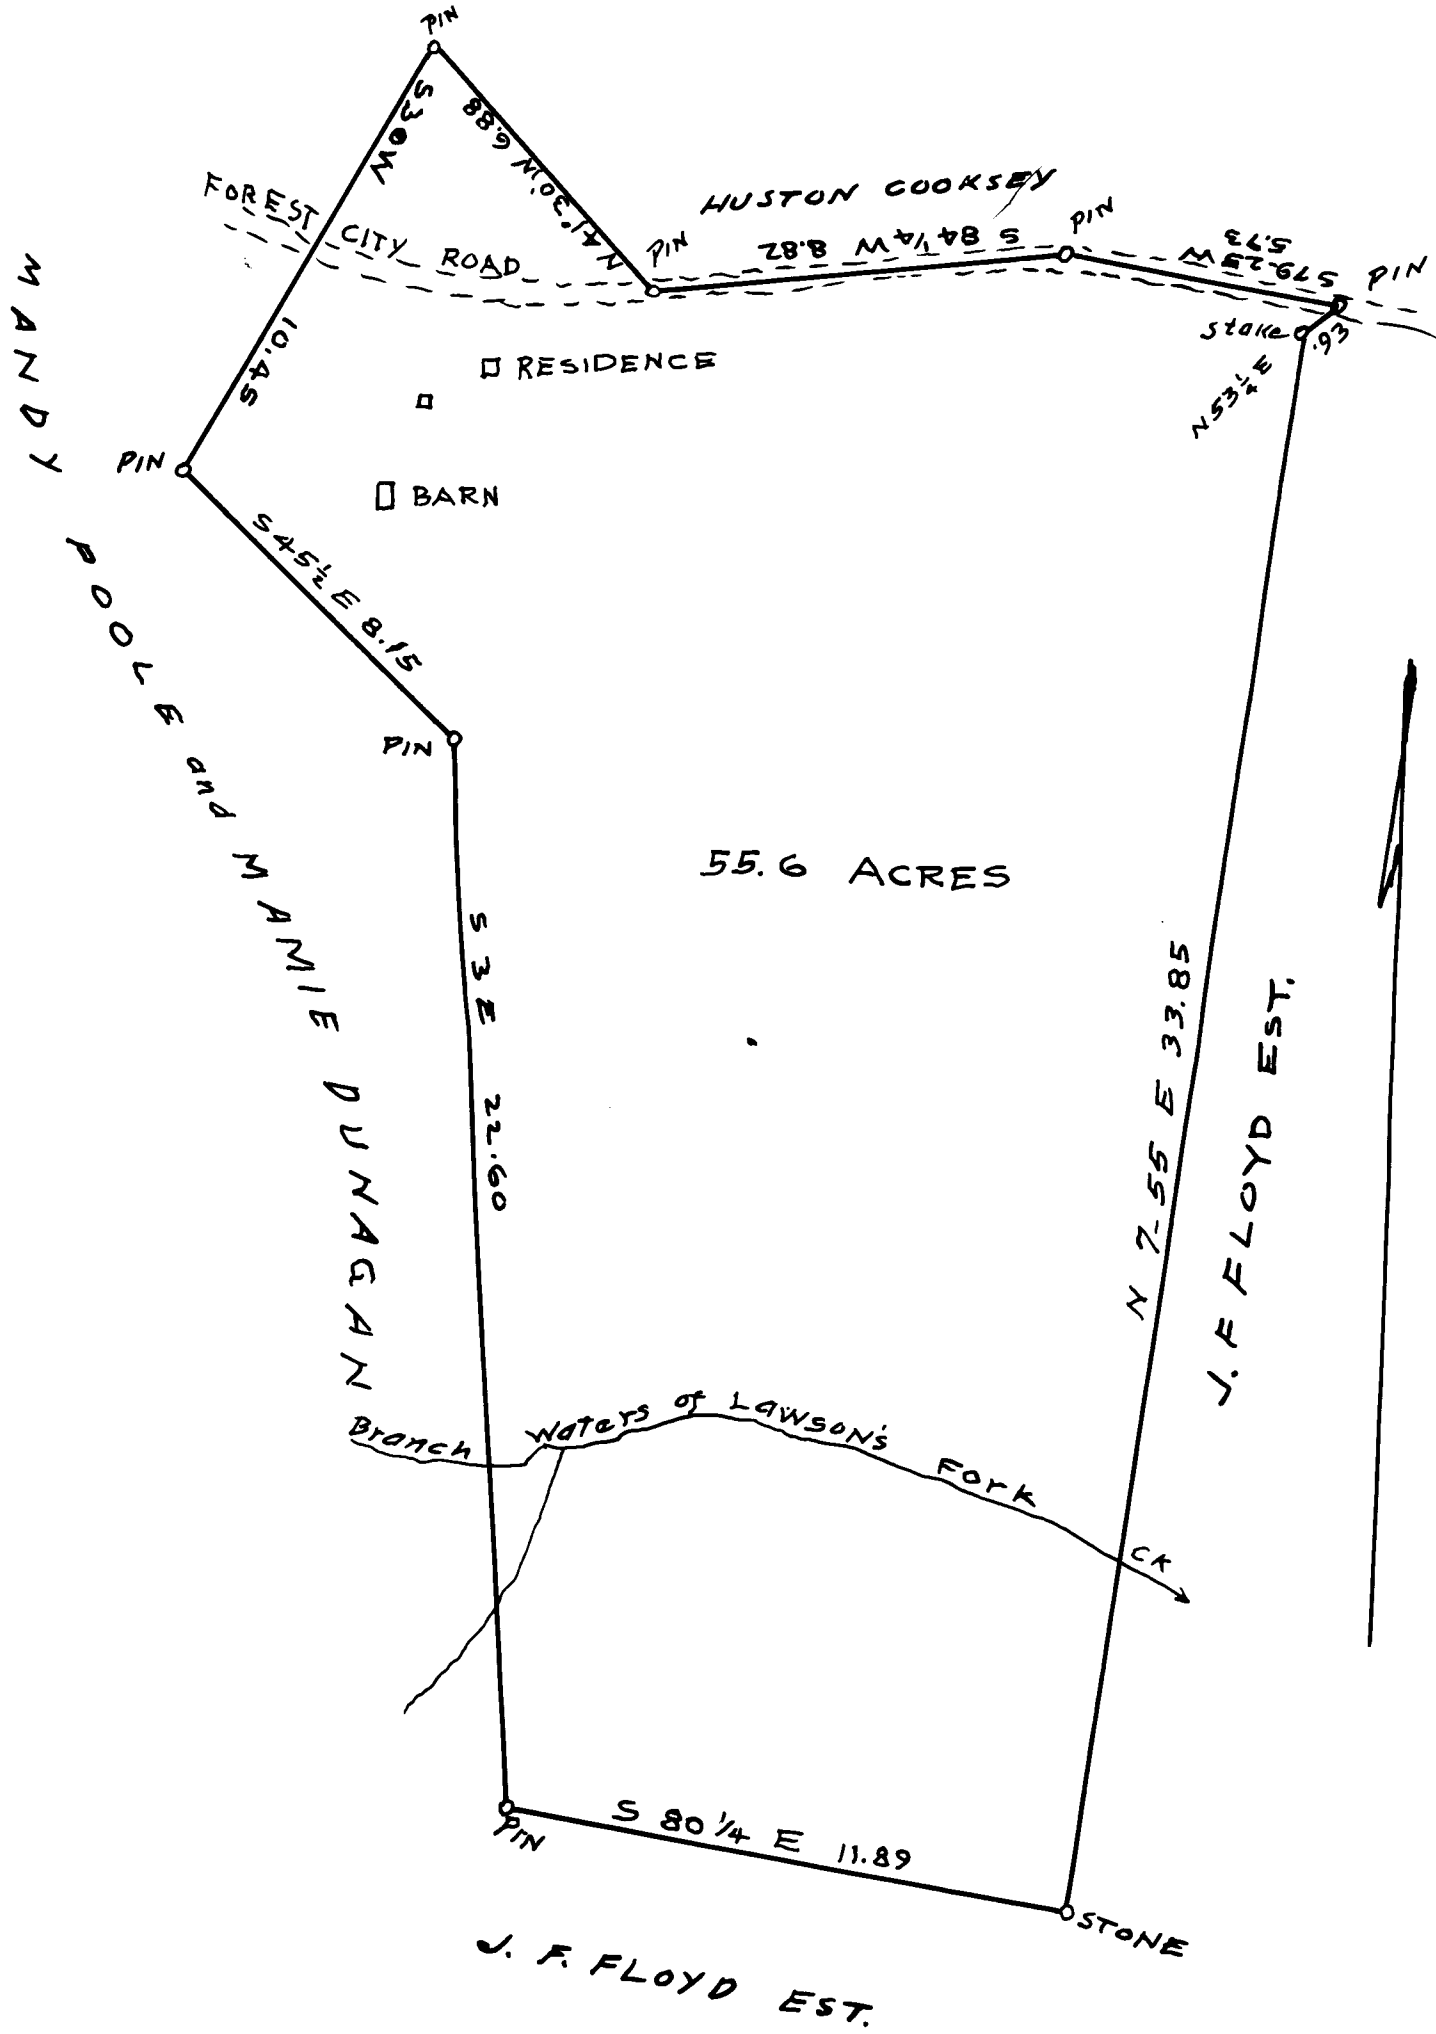 PIN
S 30 W
10.45
N 41°30' W 6.88
FOREST CITY ROAD
HUSTON COOKSEY
PIN
S 84 1/4 W 8.82
PIN
S 79-25 W
5.73
PIN
stake
.93
N 53 1/4 E
RESIDENCE
BARN
PIN
S 45 1/2 E 8.15
PIN
MANDY POOLE and MAMIE DUNAGAN
55.6 ACRES
S 3 E 22.60
N 7-55 E 33.85
J. F FLOYD EST.
Branch Waters of LAWSON'S Fork CK
PIN
S 80 1/4 E 11.89
STONE
J. F. FLOYD EST.